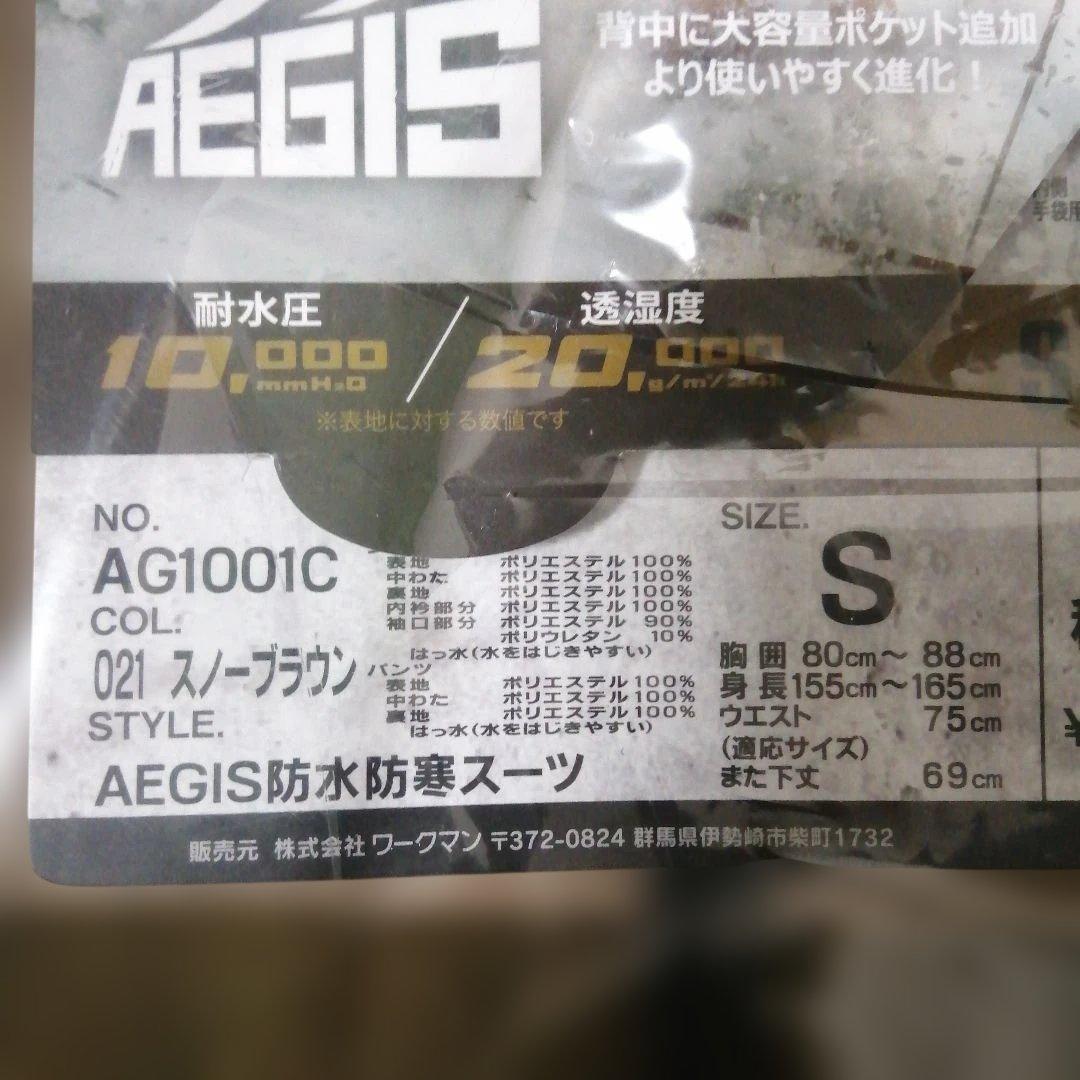 AEGIS
背中に大容量ポケット追加
より使いやすく進化！
内側
手袋用
耐水圧 / 透湿度
10,000 mmH₂O / 20,000 g/m²/24h
※表地に対する数値です
NO.
AG1001C
COL.
021 スノーブラウン
STYLE.
AEGIS防水防寒スーツ
表地 ポリエステル100%
中わた ポリエステル100%
裏地 ポリエステル100%
内衿部分 ポリエステル100%
袖口部分 ポリエステル 90%
ポリウレタン 10%
はっ水(水をはじきやすい)
パンツ
表地 ポリエステル100%
中わた ポリエステル100%
裏地 ポリエステル100%
はっ水(水をはじきやすい)
SIZE.
S
胸囲 80cm～88cm
身長155cm～165cm
ウエスト 75cm
(適応サイズ)
また下丈 69cm
¥
販売元 株式会社 ワークマン 〒372-0824 群馬県伊勢崎市柴町1732